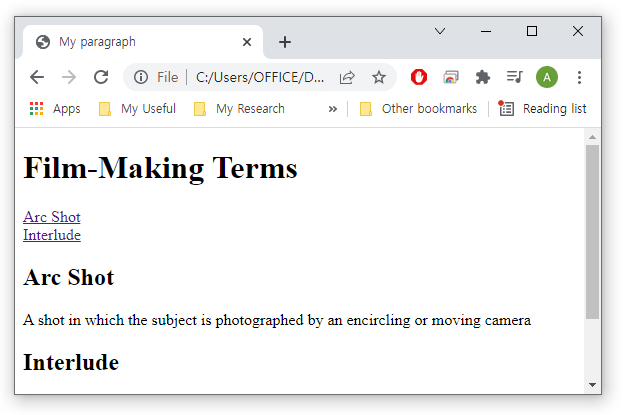 My paragraph
File | C:/Users/OFFICE/D...
A
Apps My Useful My Research » Other bookmarks Reading list
Film-Making Terms
Arc Shot
Interlude
Arc Shot
A shot in which the subject is photographed by an encircling or moving camera
Interlude